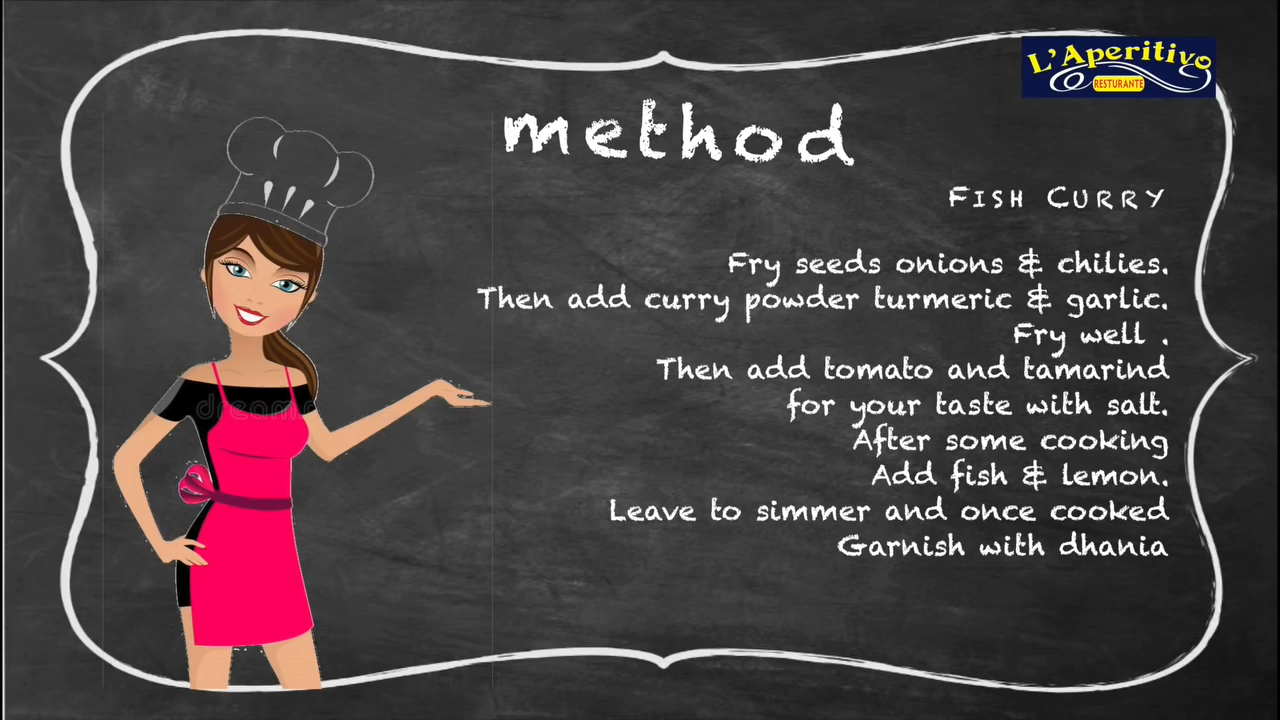 L'Aperitivo
RESTURANTE
method
FISH CURRY
Fry seeds onions & chilies.
Then add curry powder turmeric & garlic.
Fry well .
Then add tomato and tamarind
for your taste with salt.
After some cooking
Add fish & lemon.
Leave to simmer and once cooked
Garnish with dhania